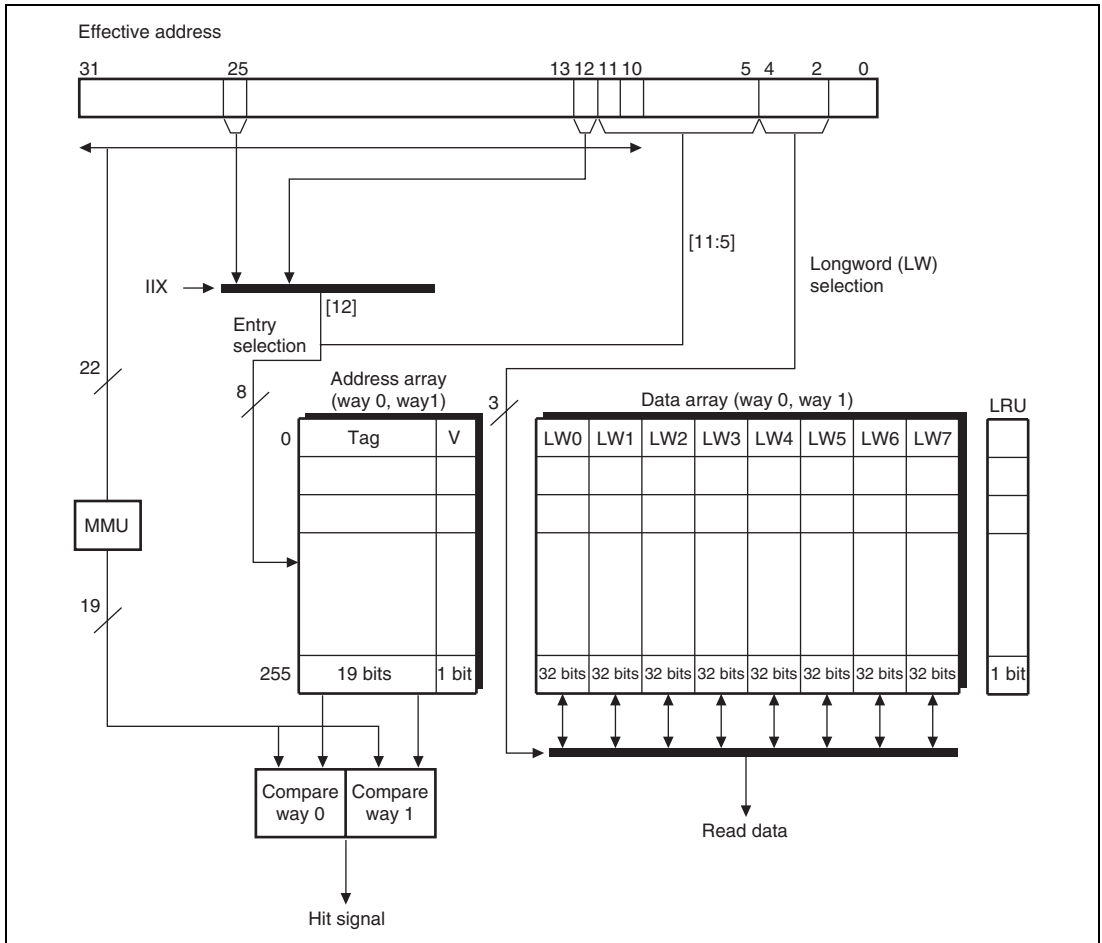 Effective address
31 25 13 12 11 10 5 4 2 0
[11:5]
Longword (LW)
selection
IIX
[12]
Entry
selection
22
8
Address array
(way 0, way1)
3
Data array (way 0, way 1)
LRU
0 Tag V
LW0 LW1 LW2 LW3 LW4 LW5 LW6 LW7
MMU
19
255 19 bits 1 bit
32 bits 32 bits 32 bits 32 bits 32 bits 32 bits 32 bits 32 bits
1 bit
Compare
way 0
Compare
way 1
Read data
Hit signal